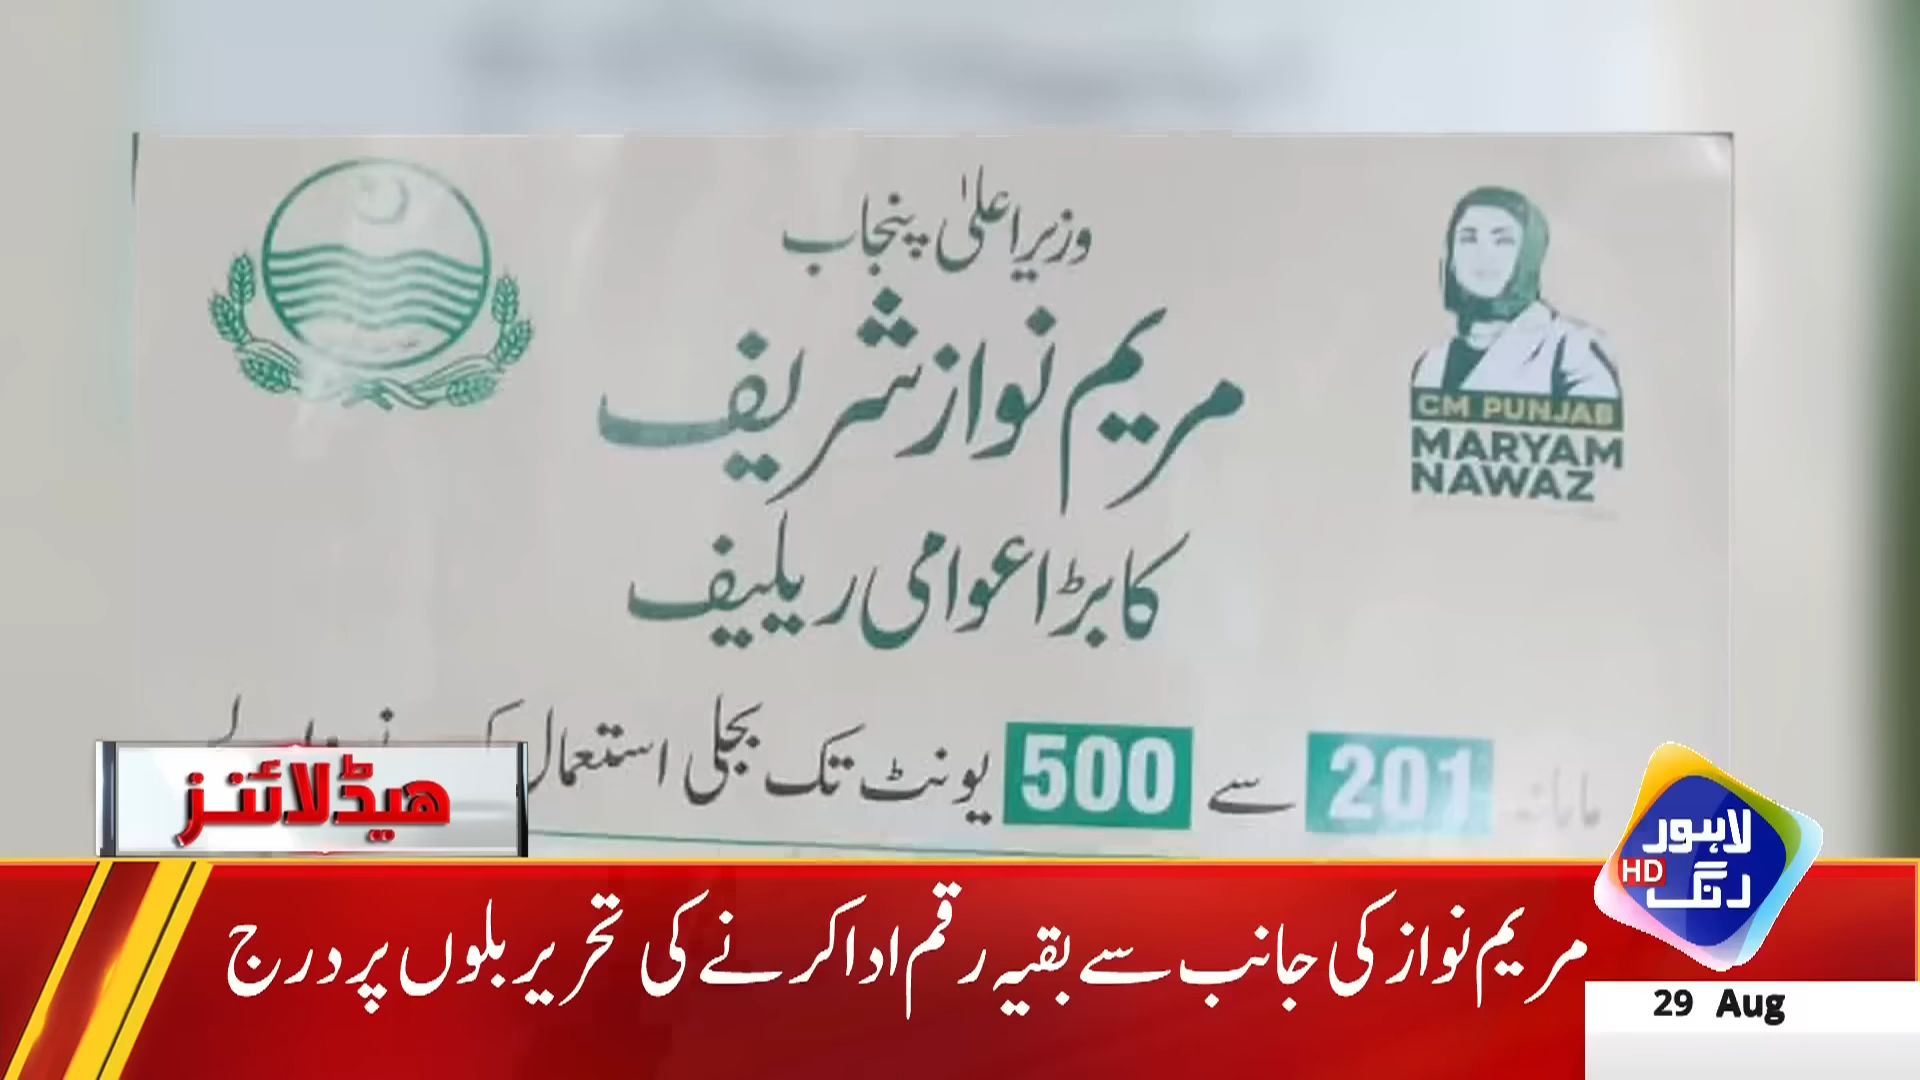 وزیراعلیٰ پنجاب
مریم نواز شریف
کا بڑا عوامی ریلیف
CM PUNJAB
MARYAM
NAWAZ
ماہانہ 201 سے 500 یونٹ تک بجلی استعمال
ھیڈلائنز
مریم نواز کی جانب سے بقیہ رقم ادا کرنے کی تحریر بلوں پر درج
لاہور
HD
رنگ
29 Aug